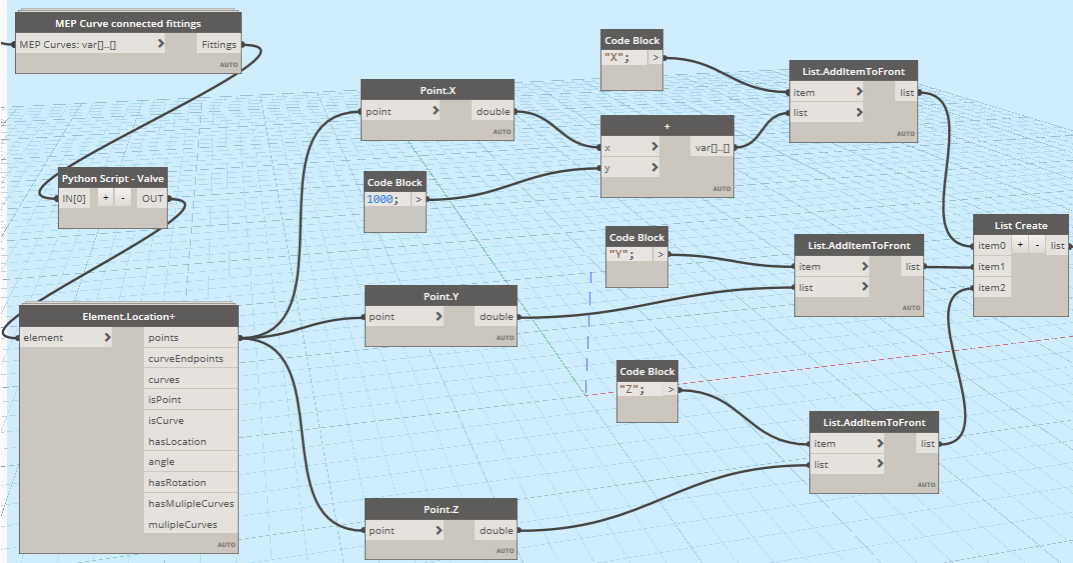 MEP Curve connected fittings
MEP Curves: var[]..[] > Fittings
AUTO
Python Script - Valve
IN[0] + - OUT
Element.Location+
element > points
curveEndpoints
curves
isPoint
isCurve
hasLocation
angle
hasRotation
hasMulipleCurves
mulipleCurves
AUTO
Point.X
point > double
AUTO
Code Block
1000; >
Point.Y
point > double
AUTO
Point.Z
point > double
AUTO
Code Block
"X"; >
+
x > var[]..[]
y >
AUTO
Code Block
"Y"; >
Code Block
"Z"; >
List.AddItemToFront
item > list
list >
AUTO
List.AddItemToFront
item > list
list >
AUTO
List.AddItemToFront
item > list
list >
AUTO
List Create
item0 + - list
item1
item2